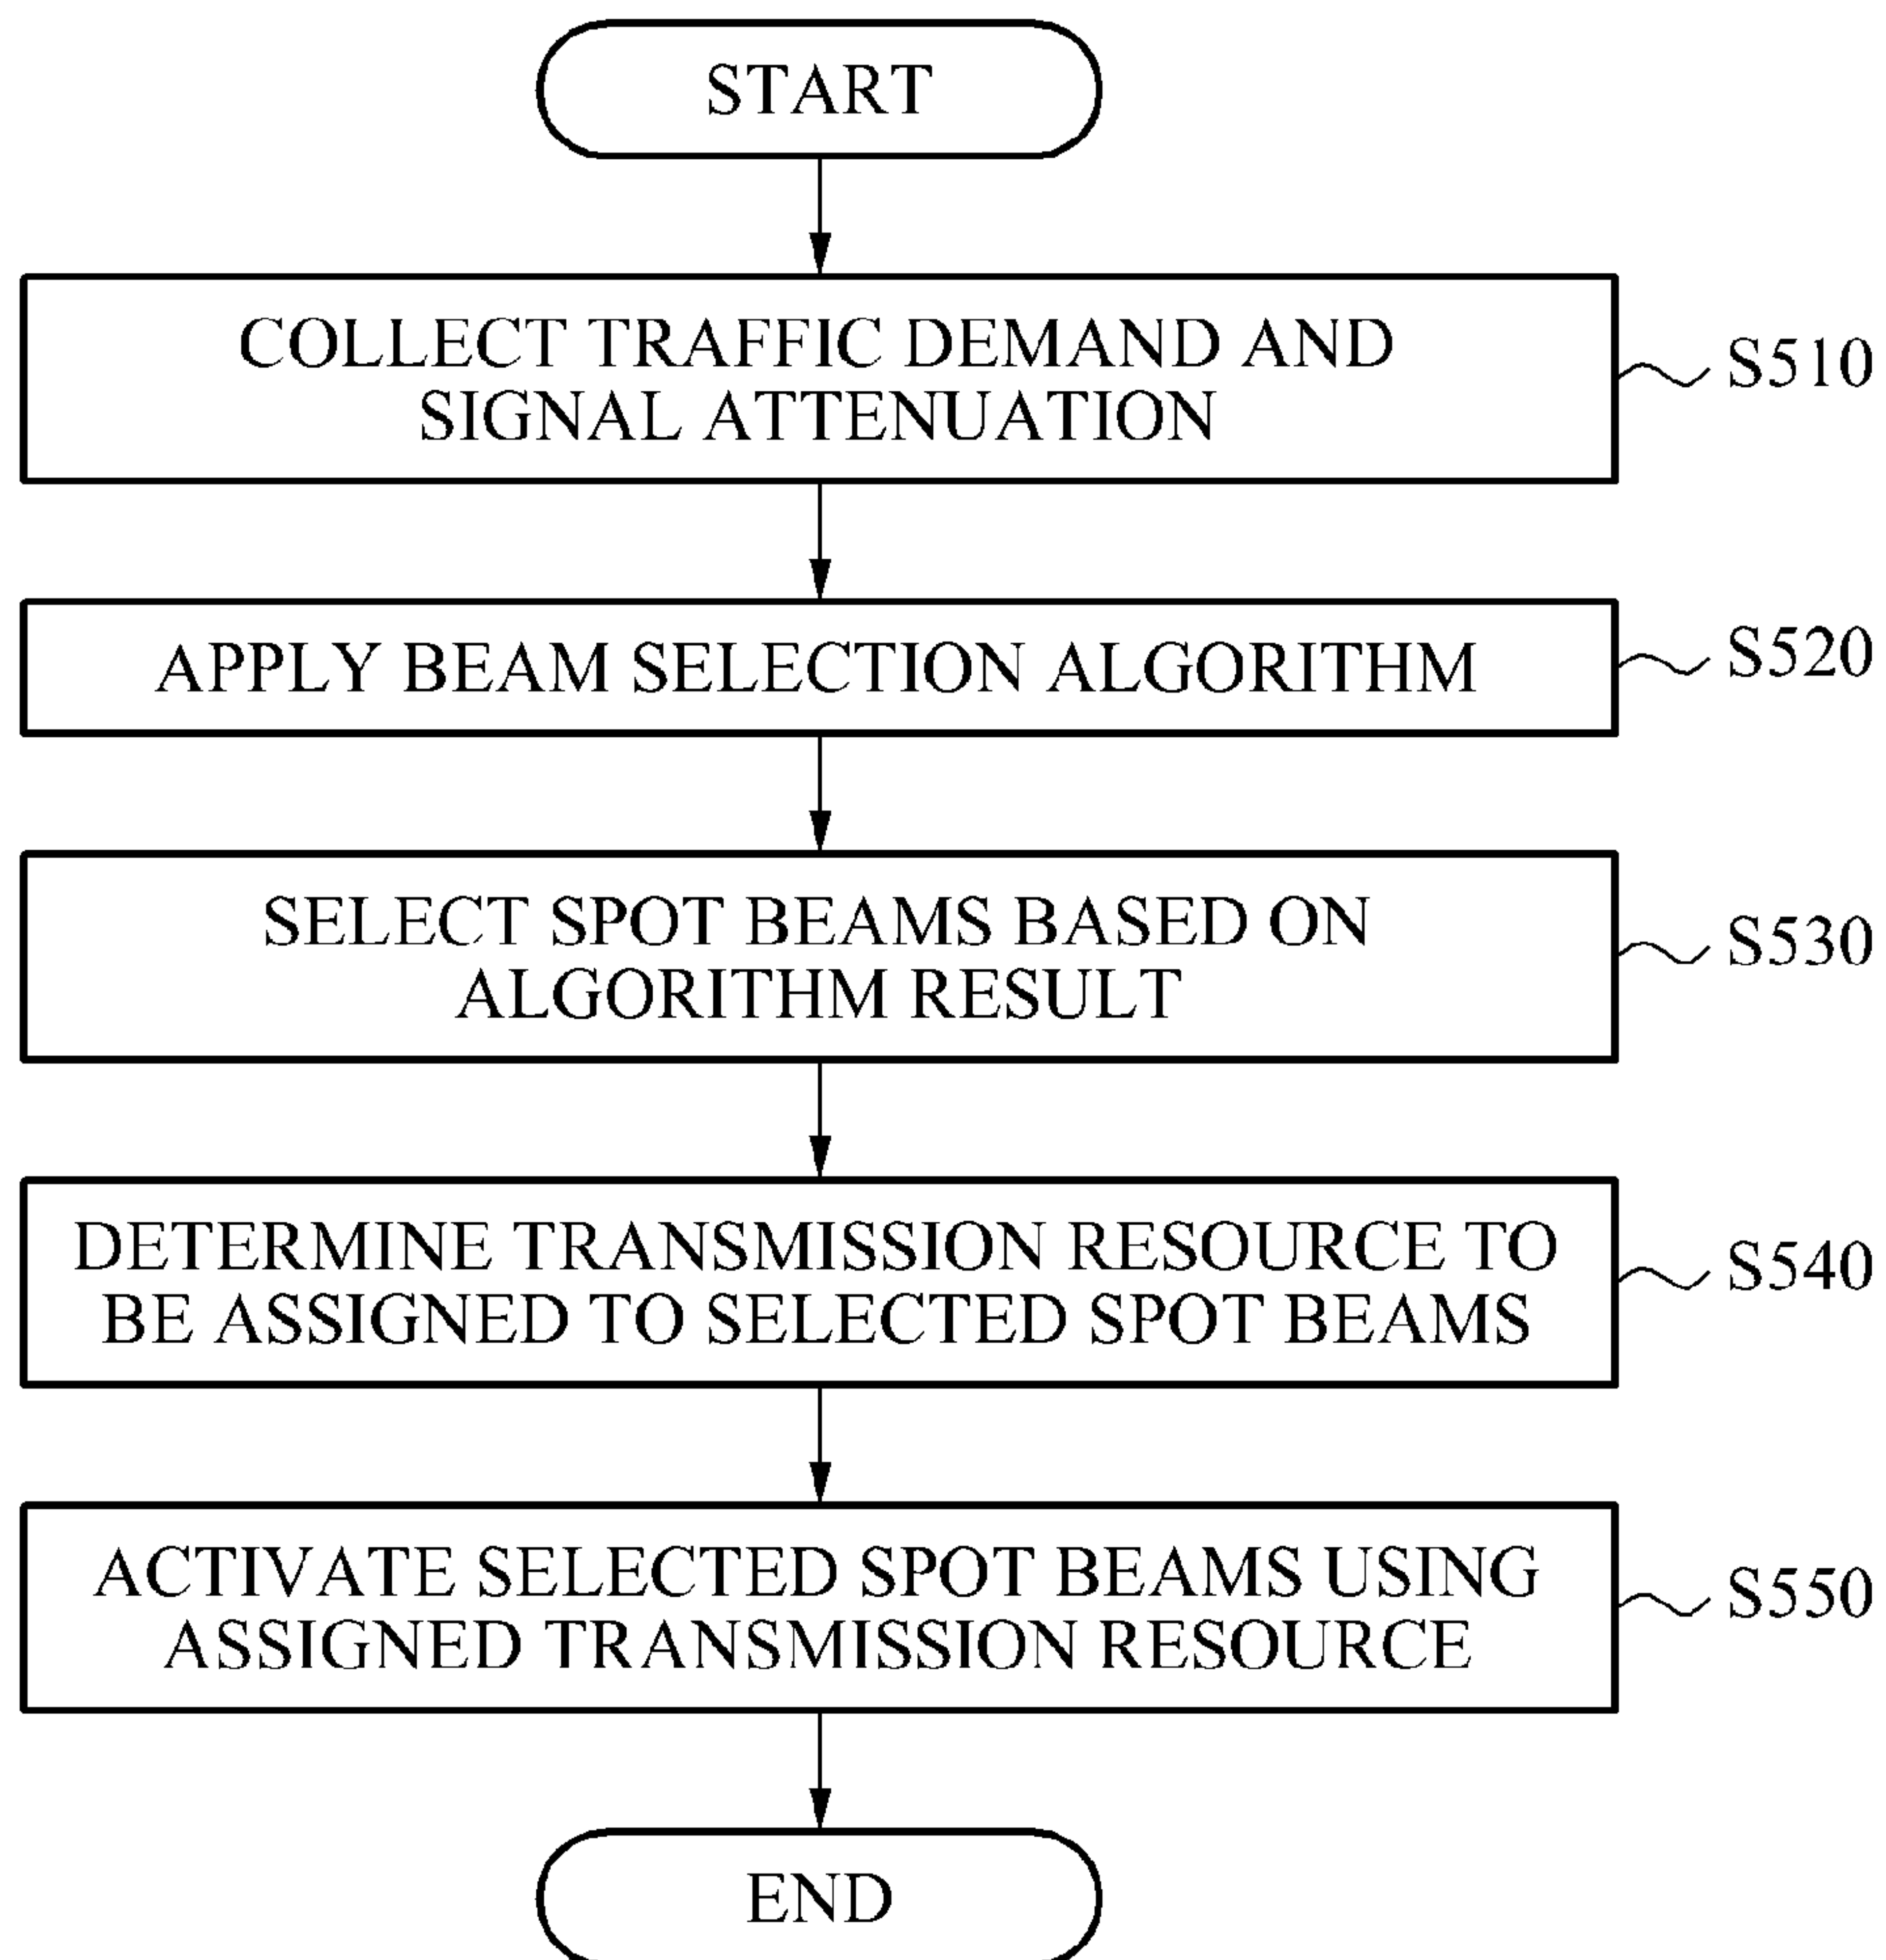 START
COLLECT TRAFFIC DEMAND AND
SIGNAL ATTENUATION
S510
APPLY BEAM SELECTION ALGORITHM
S520
SELECT SPOT BEAMS BASED ON
ALGORITHM RESULT
S530
DETERMINE TRANSMISSION RESOURCE TO
BE ASSIGNED TO SELECTED SPOT BEAMS
S540
ACTIVATE SELECTED SPOT BEAMS USING
ASSIGNED TRANSMISSION RESOURCE
S550
END